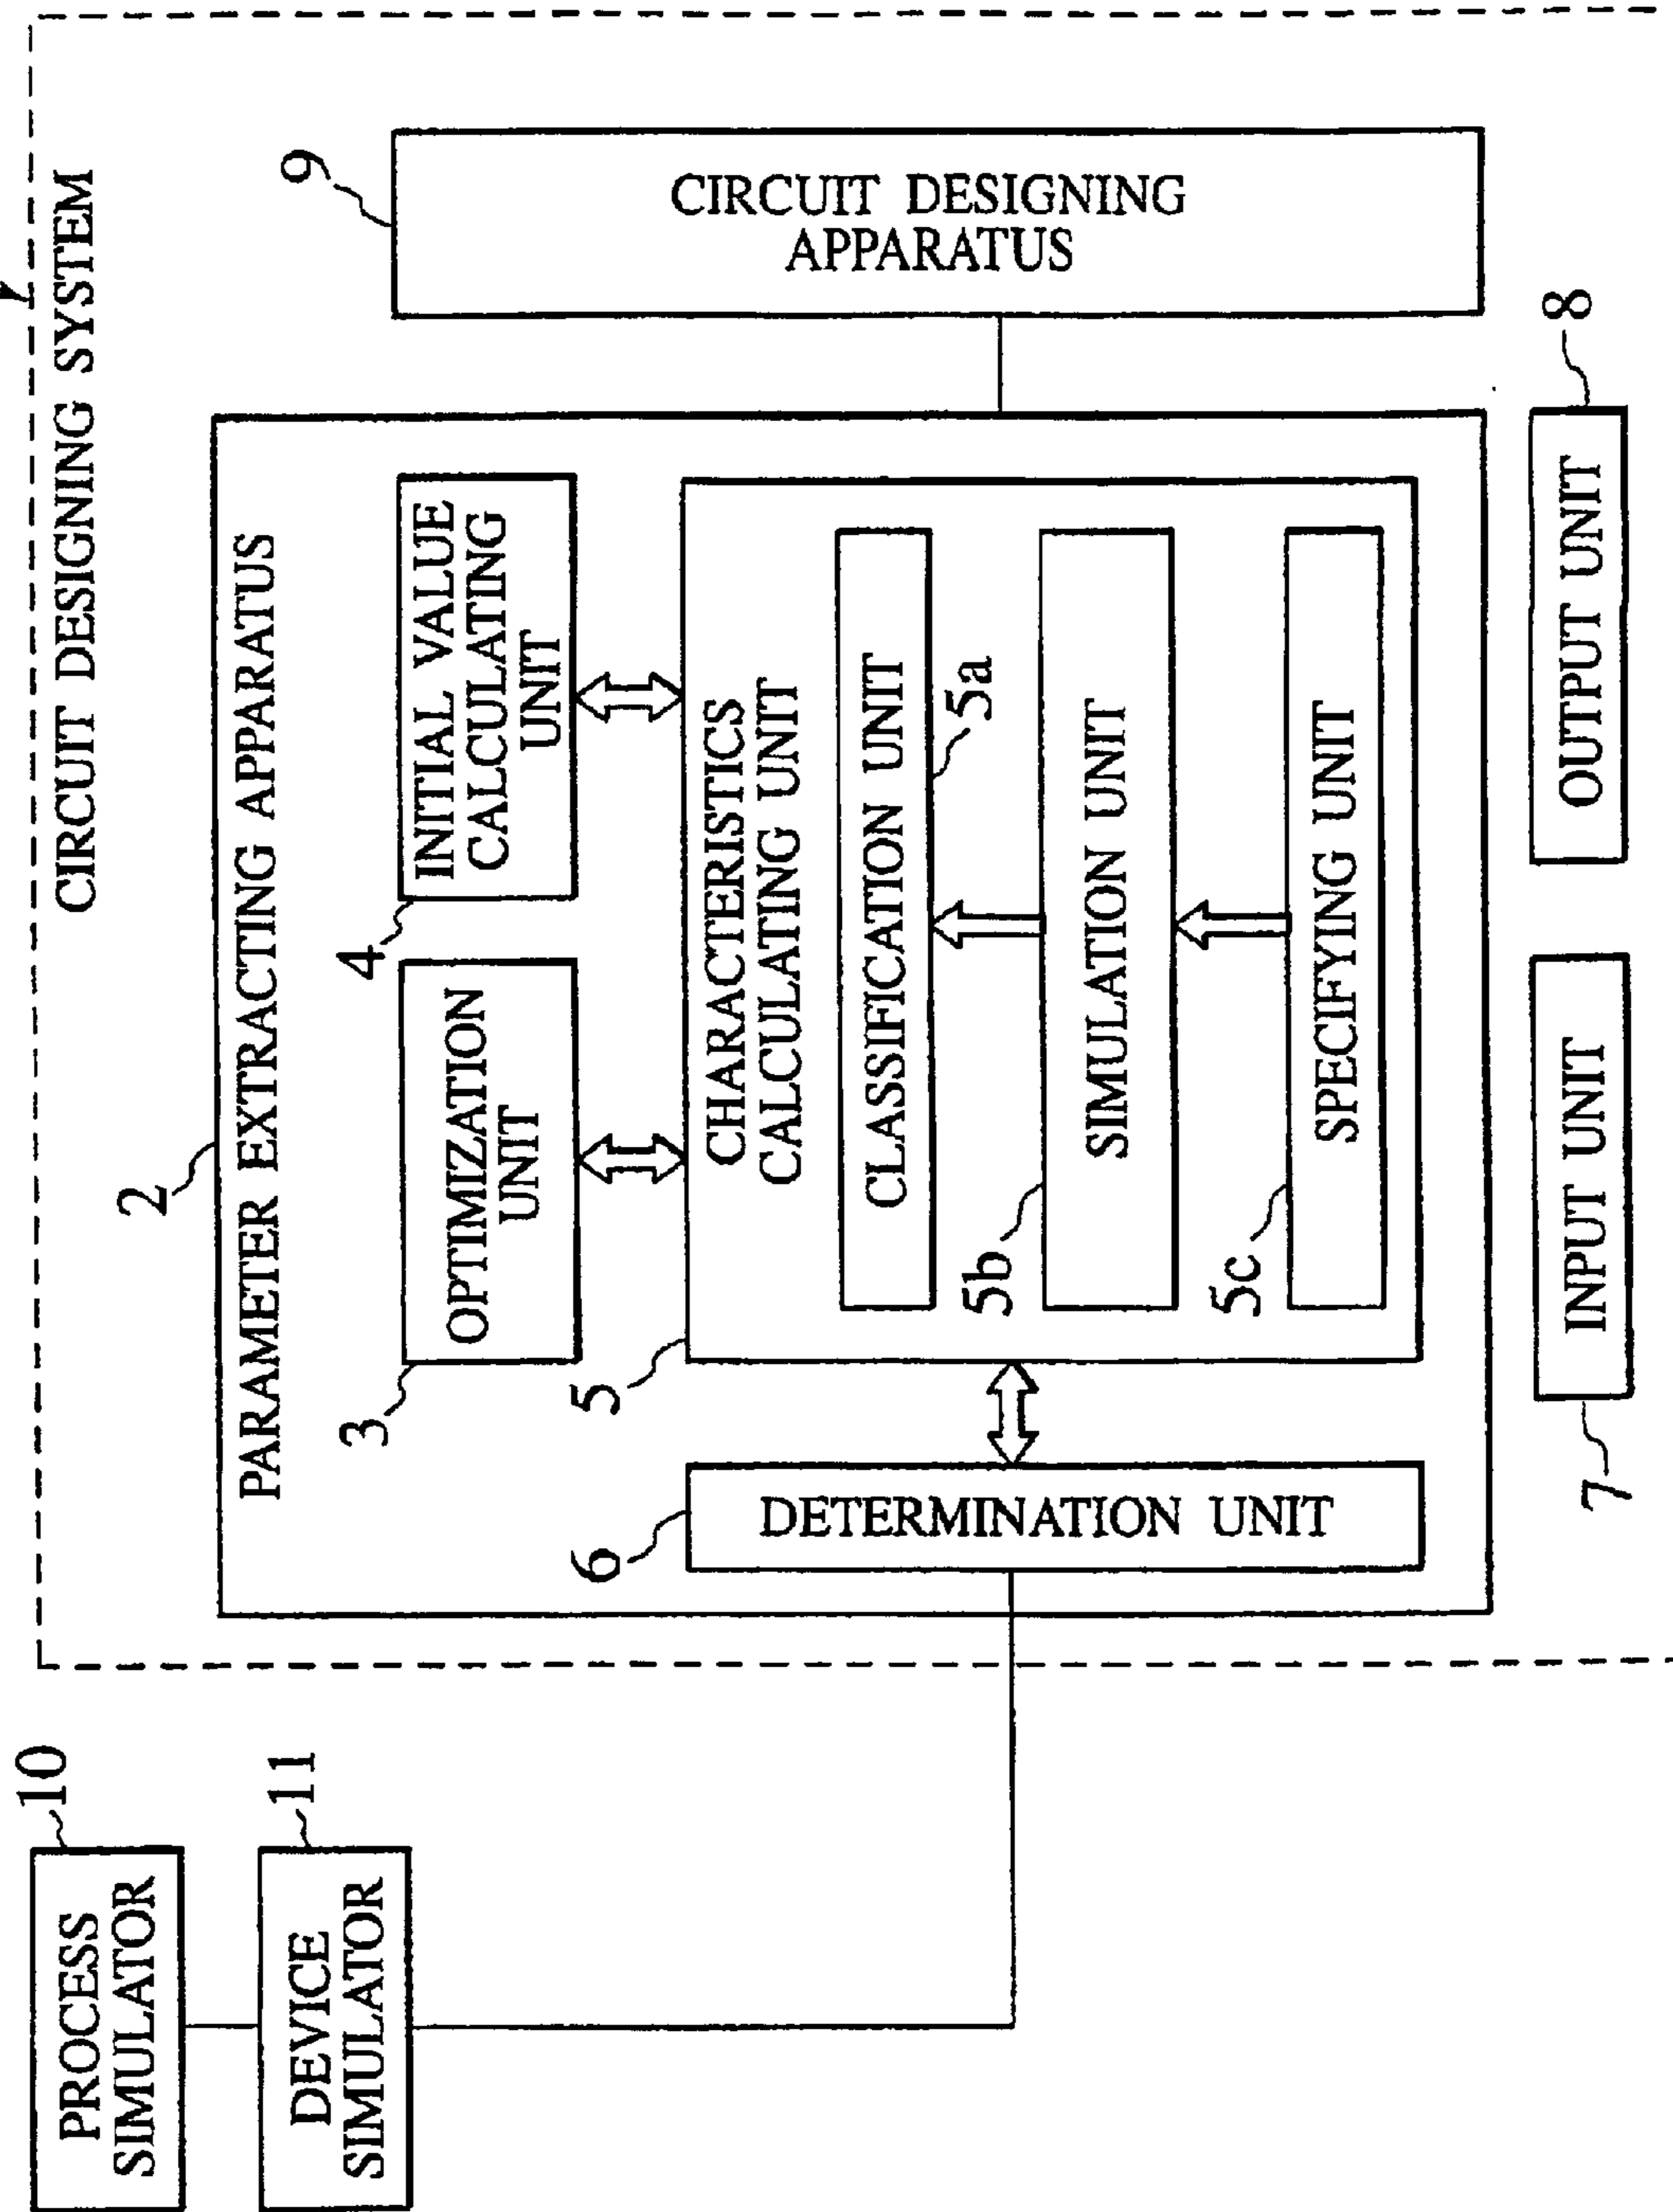 10
PROCESS
SIMULATOR
11
DEVICE
SIMULATOR
CIRCUIT DESIGNING SYSTEM
2
PARAMETER EXTRACTING APPARATUS
3
OPTIMIZATION
UNIT
4
INITIAL VALUE
CALCULATING
UNIT
5
CHARACTERISTICS
CALCULATING UNIT
CLASSIFICATION UNIT
5a
5b
SIMULATION UNIT
5c
SPECIFYING UNIT
6
DETERMINATION UNIT
9
CIRCUIT DESIGNING
APPARATUS
7
INPUT UNIT
8
OUTPUT UNIT